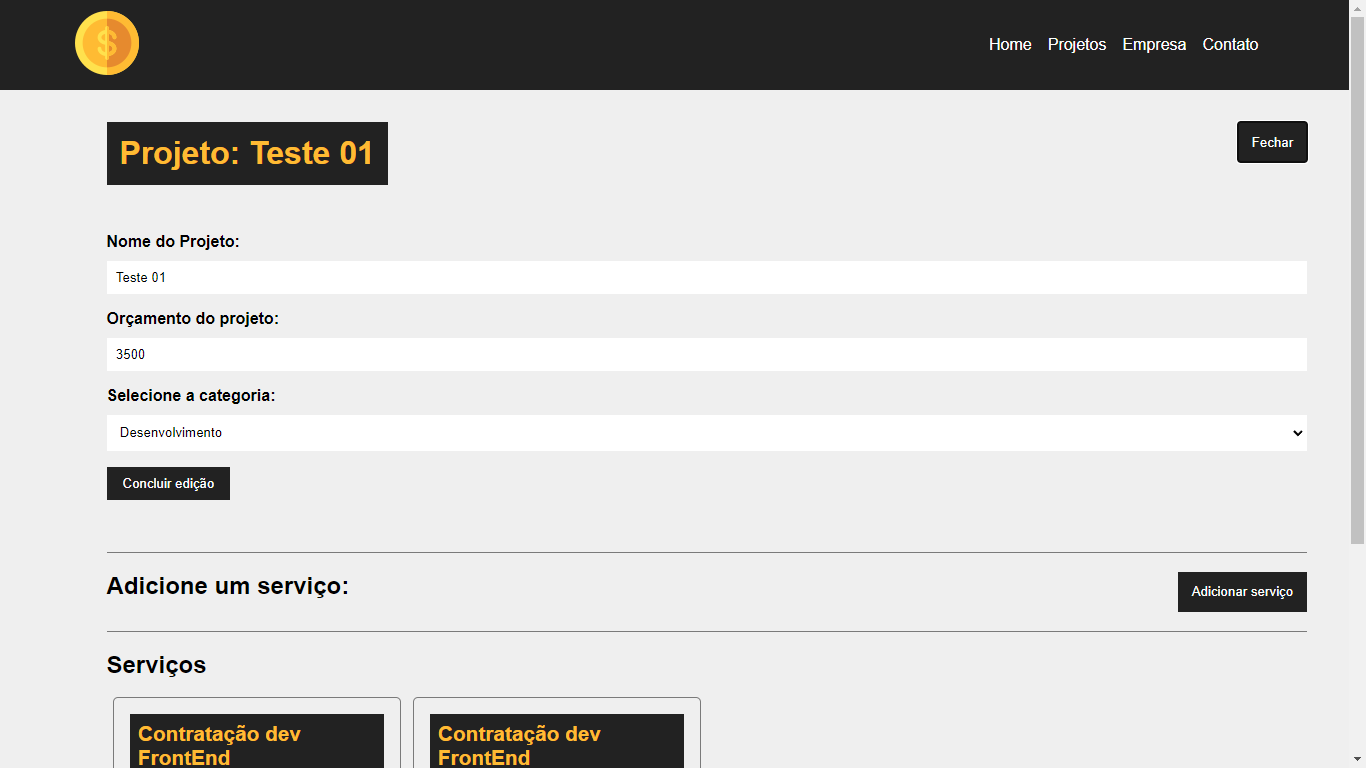 $
Home Projetos Empresa Contato
Projeto: Teste 01
Fechar
Nome do Projeto:
Teste 01
Orçamento do projeto:
3500
Selecione a categoria:
Desenvolvimento
Concluir edição
Adicione um serviço:
Adicionar serviço
Serviços
Contratação dev
FrontEnd
Contratação dev
FrontEnd